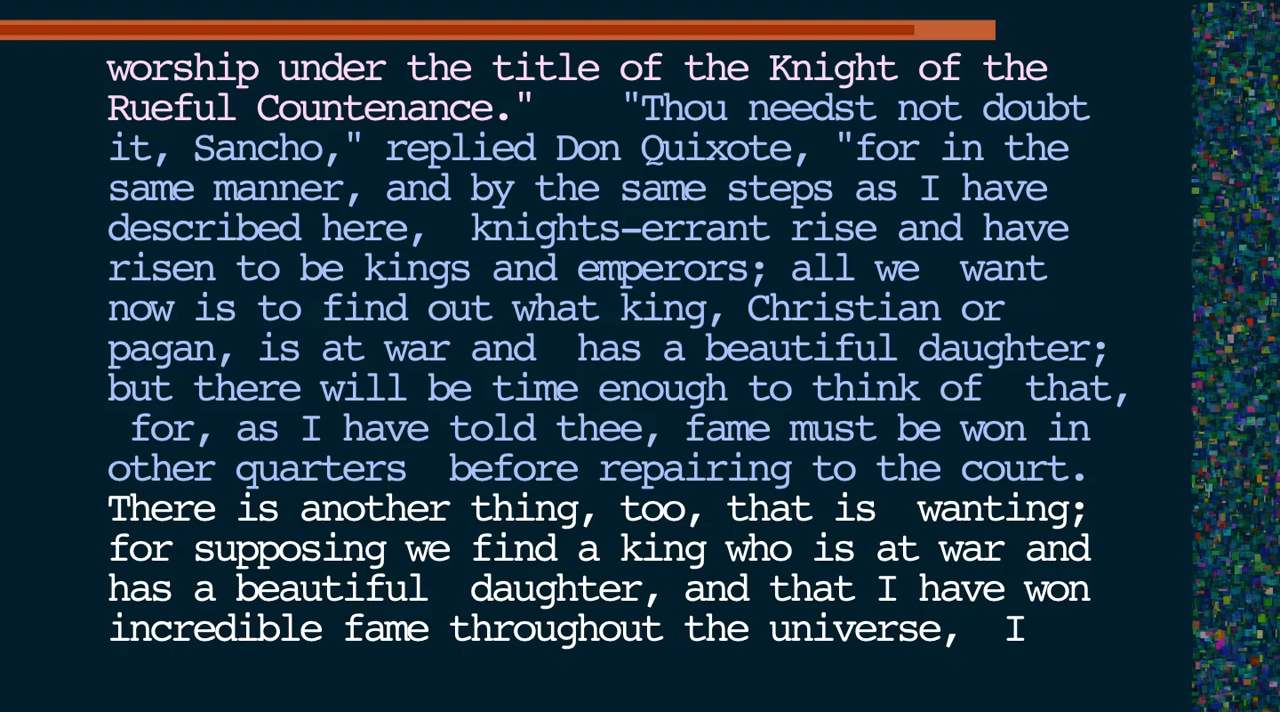 worship under the title of the Knight of the
Rueful Countenance."    "Thou needst not doubt
it, Sancho," replied Don Quixote, "for in the
same manner, and by the same steps as I have
described here,  knights-errant rise and have
risen to be kings and emperors; all we  want
now is to find out what king, Christian or
pagan, is at war and  has a beautiful daughter;
but there will be time enough to think of  that,
 for, as I have told thee, fame must be won in
other quarters  before repairing to the court.
There is another thing, too, that is  wanting;
for supposing we find a king who is at war and
has a beautiful  daughter, and that I have won
incredible fame throughout the universe,  I